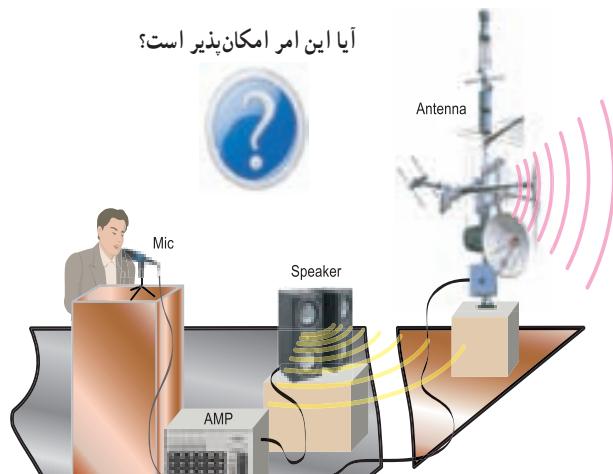 آیا این امر امکان‌پذیر است؟
?
Antenna
Mic
Speaker
AMP